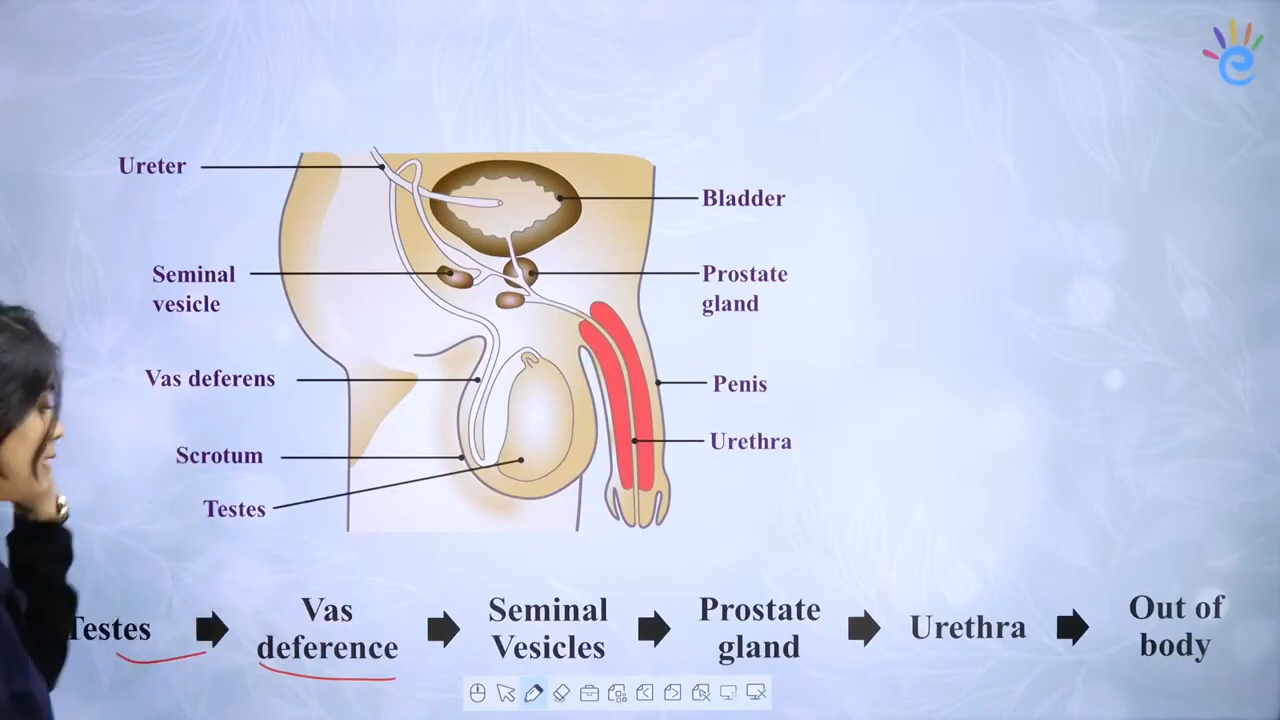 Ureter
Bladder
Seminal
vesicle
Prostate
gland
Vas deferens
Penis
Urethra
Scrotum
Testes
Testes
Vas
deference
Seminal
Vesicles
Prostate
gland
Urethra
Out of
body